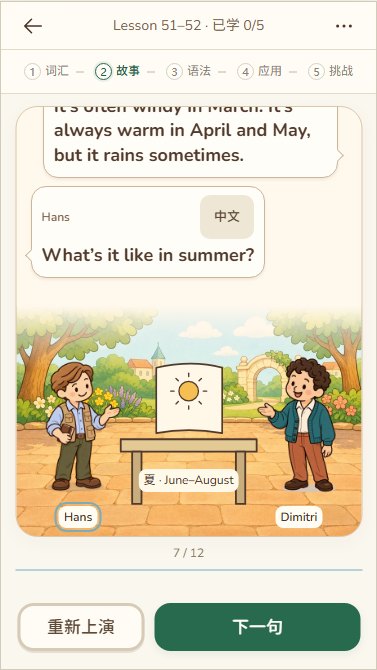 Lesson 51–52 · 已学 0/5
1 词汇 2 故事 3 语法 4 应用 5 挑战
It's often windy in March. It's
always warm in April and May,
but it rains sometimes.
Hans
中文
What's it like in summer?
夏 · June–August
Hans
Dimitri
7 / 12
重新上演
下一句